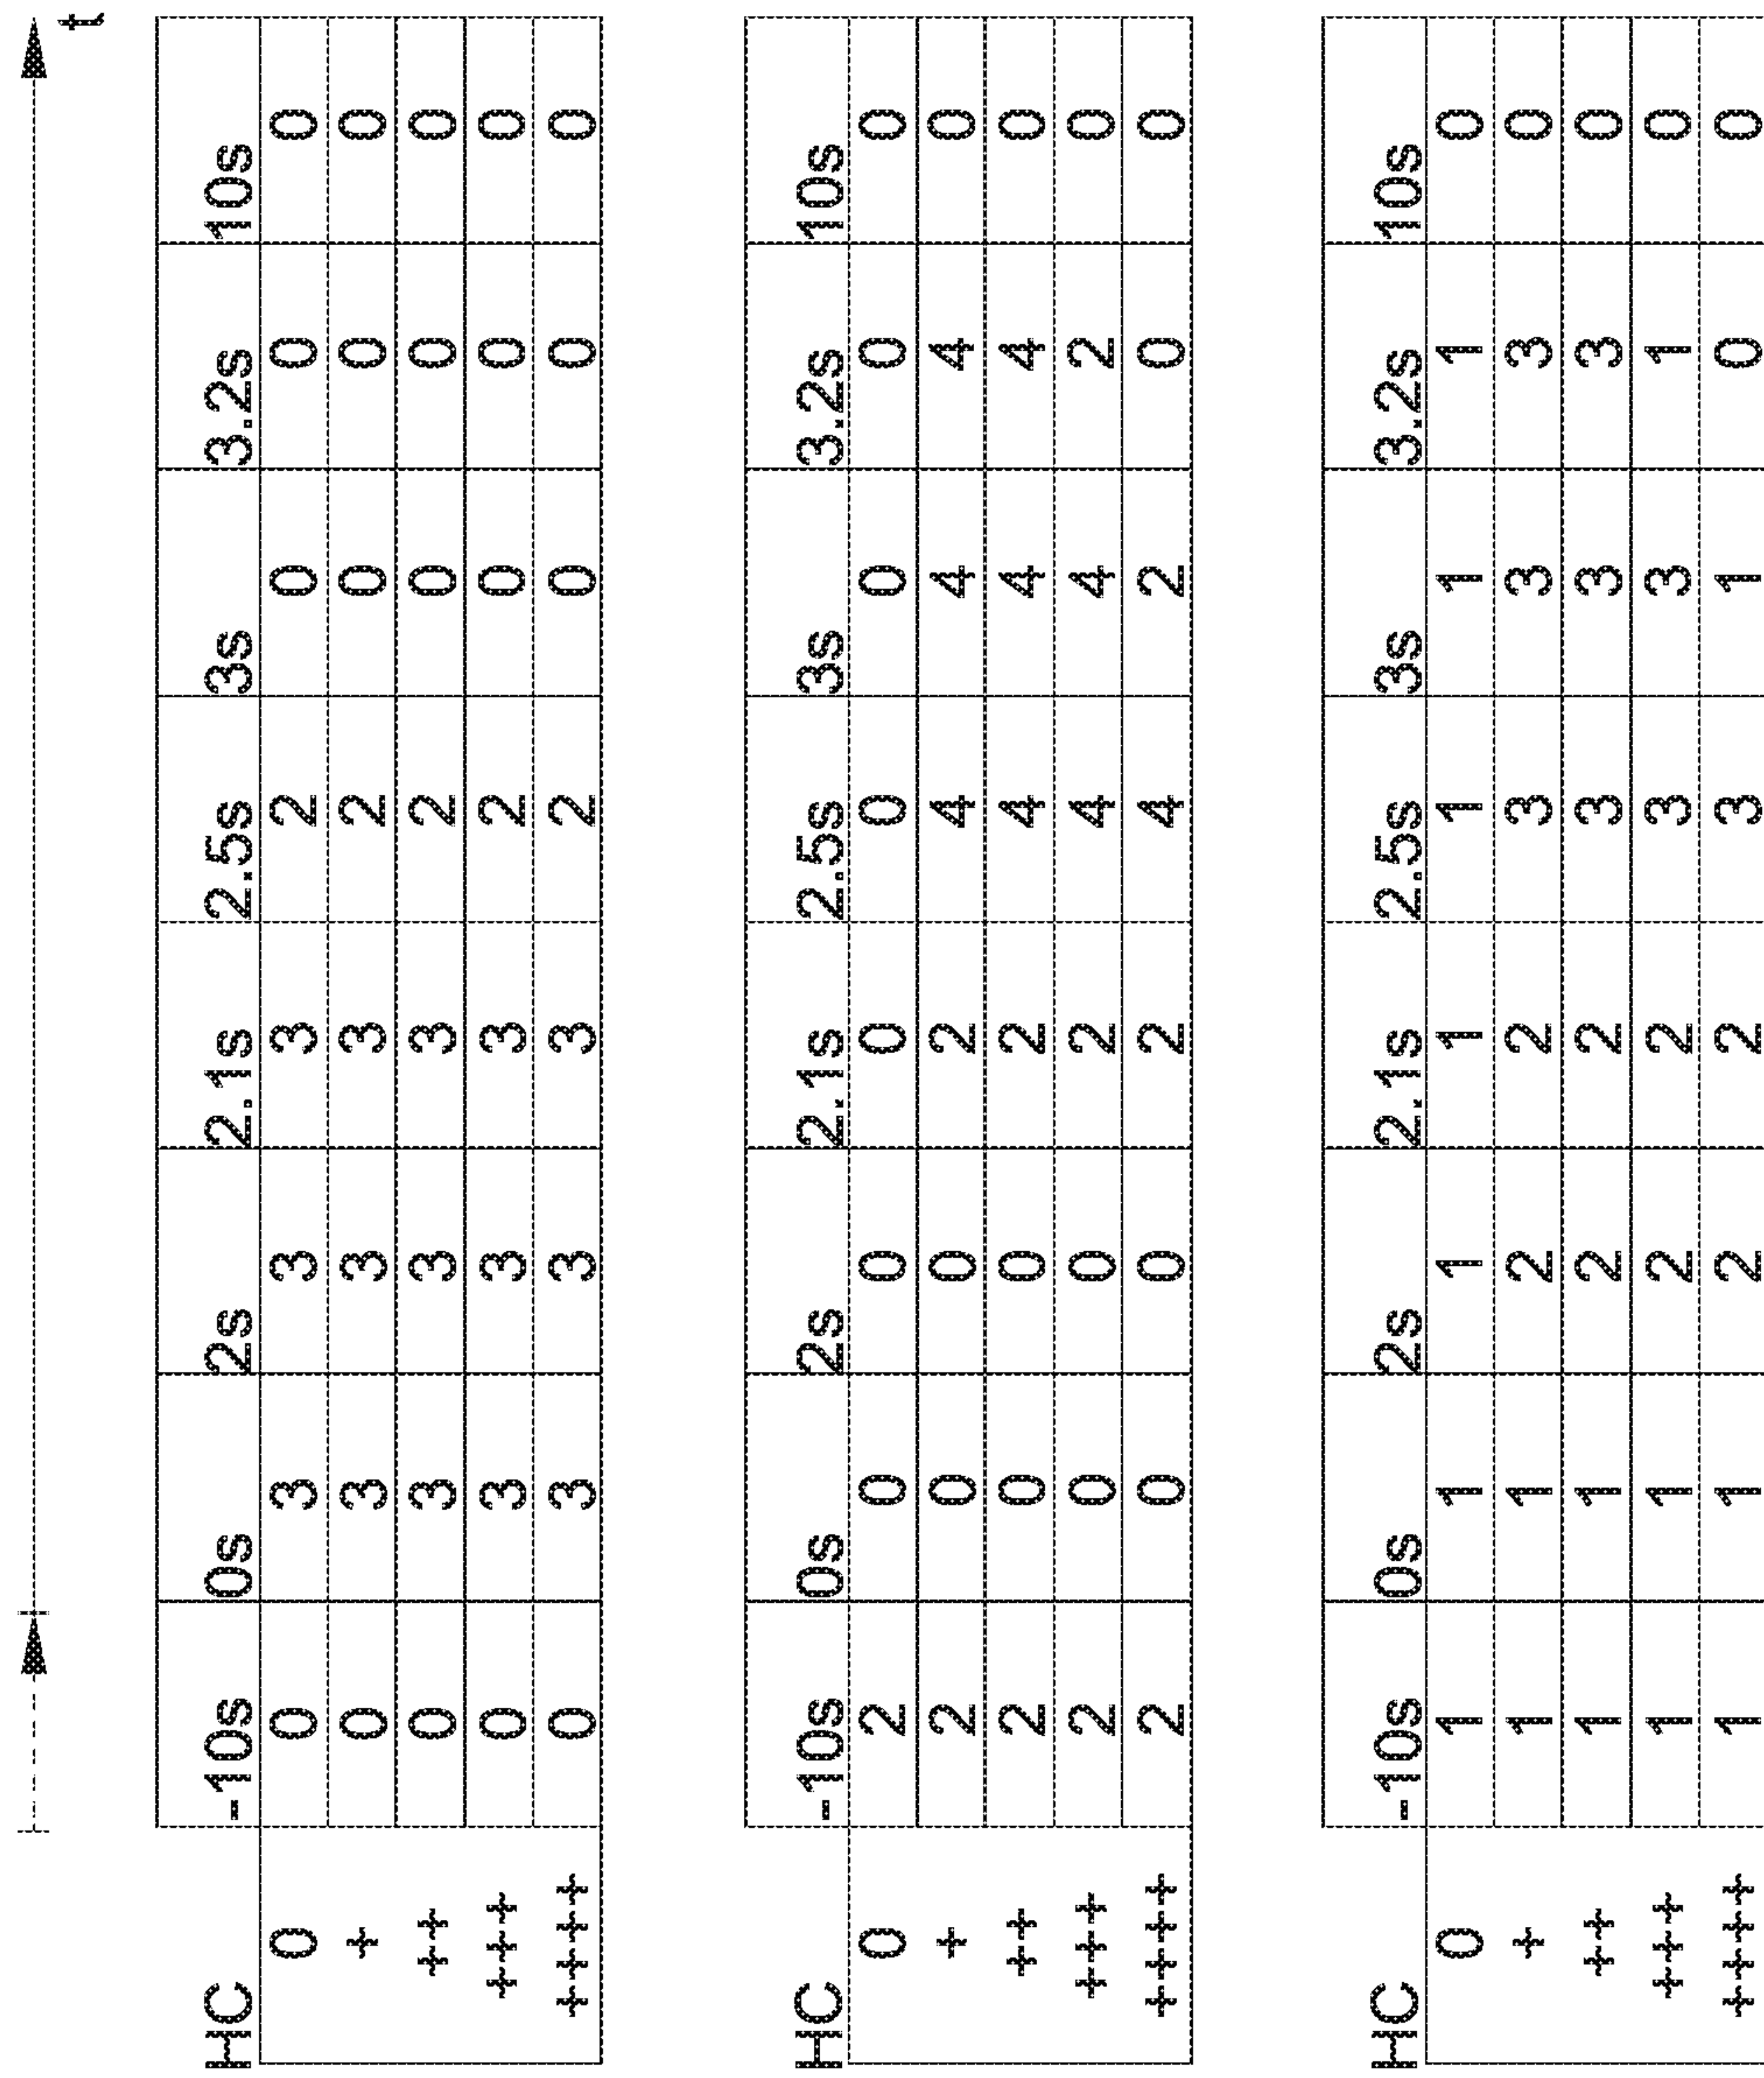 t
HC -10s 0s 2s 2.1s 2.5s 3s 3.2s 10s
0 0 3 3 3 2 0 0 0
+ 0 3 3 3 2 0 0 0
++ 0 3 3 3 2 0 0 0
+++ 0 3 3 3 2 0 0 0
++++ 0 3 3 3 2 0 0 0
HC -10s 0s 2s 2.1s 2.5s 3s 3.2s 10s
0 2 0 0 0 0 0 0 0
+ 2 0 0 2 4 4 4 0
++ 2 0 0 2 4 4 4 0
+++ 2 0 0 2 4 4 2 0
++++ 2 0 0 2 4 2 0 0
HC -10s 0s 2s 2.1s 2.5s 3s 3.2s 10s
0 1 1 1 1 1 1 1 0
+ 1 1 2 2 3 3 3 0
++ 1 1 2 2 3 3 3 0
+++ 1 1 2 2 3 3 1 0
++++ 1 1 2 2 3 1 0 0